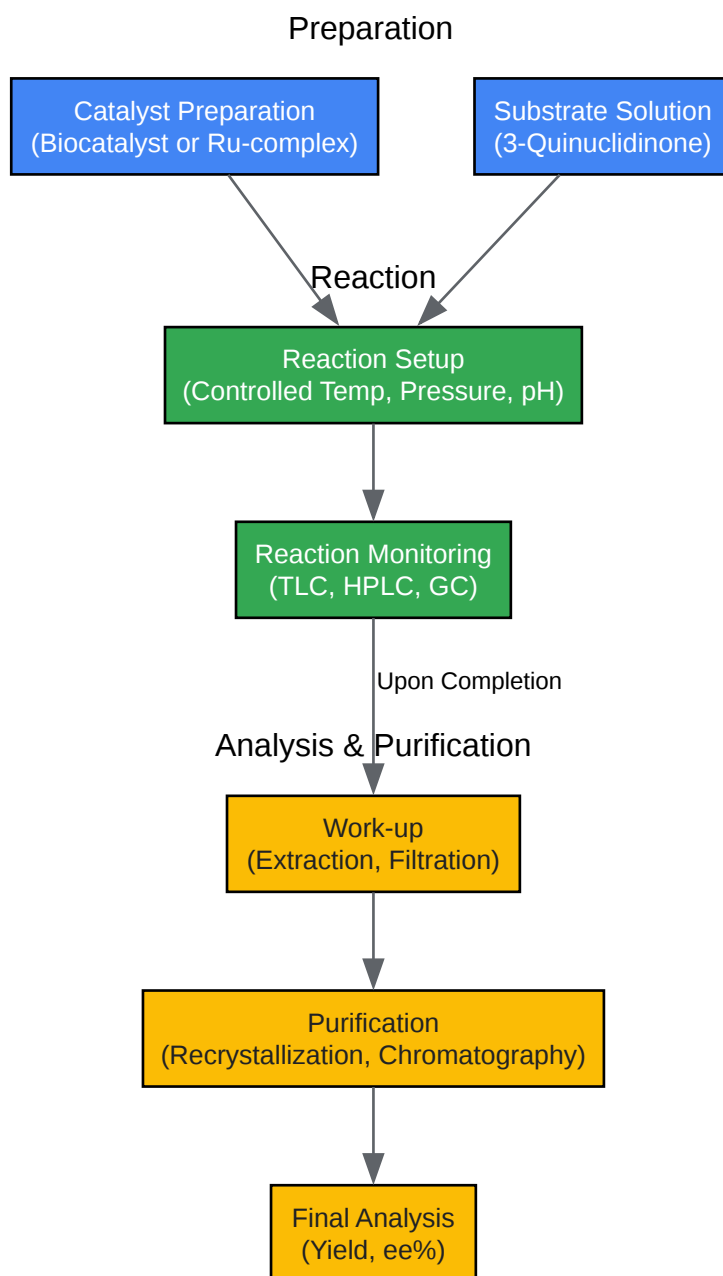 Preparation
Catalyst Preparation
(Biocatalyst or Ru-complex)
Substrate Solution
(3-Quinuclidinone)
Reaction
Reaction Setup
(Controlled Temp, Pressure, pH)
Reaction Monitoring
(TLC, HPLC, GC)
Upon Completion
Analysis & Purification
Work-up
(Extraction, Filtration)
Purification
(Recrystallization, Chromatography)
Final Analysis
(Yield, ee%)